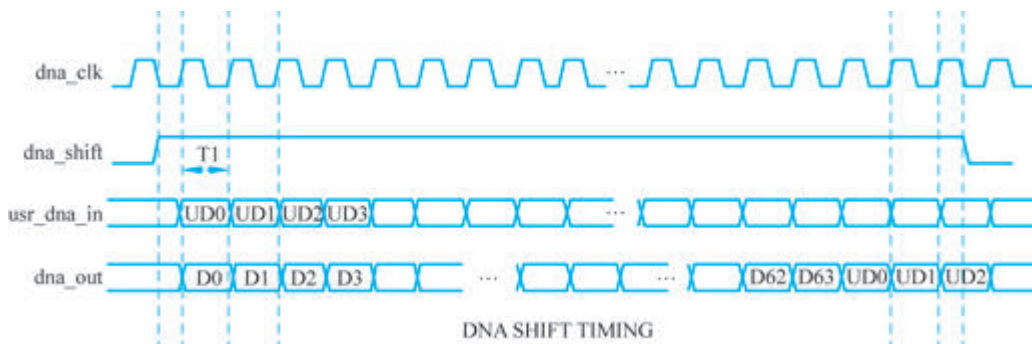 dna_clk ...
dna_shift
T1
usr_dna_in UD0 UD1 UD2 UD3 ...
dna_out D0 D1 D2 D3 ... ... D62 D63 UD0 UD1 UD2
DNA SHIFT TIMING